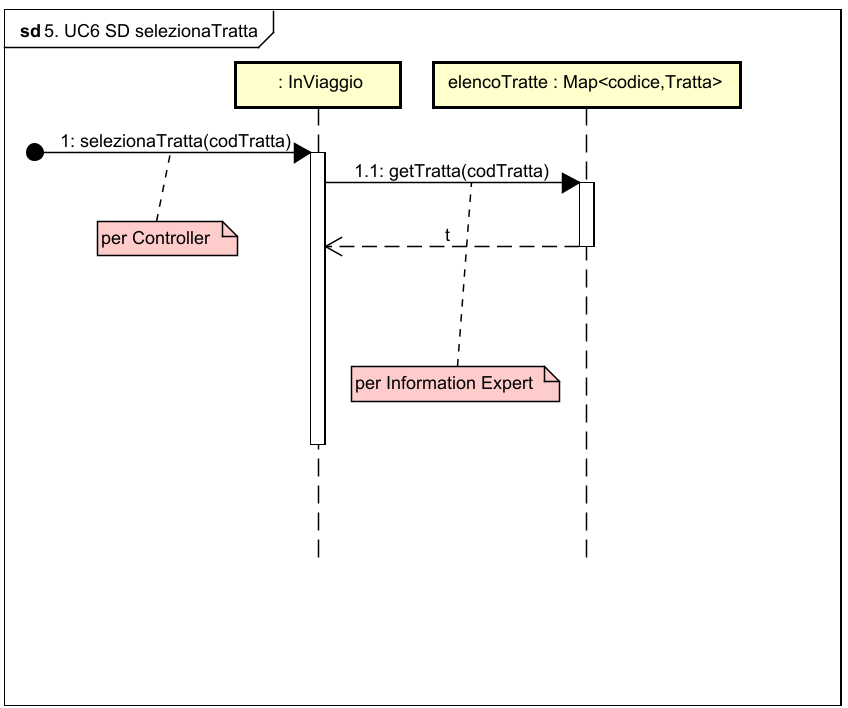 sd 5. UC6 SD selezionaTratta
: InViaggio
elencoTratte : Map<codice,Tratta>
1: selezionaTratta(codTratta)
1.1: getTratta(codTratta)
per Controller
t
per Information Expert